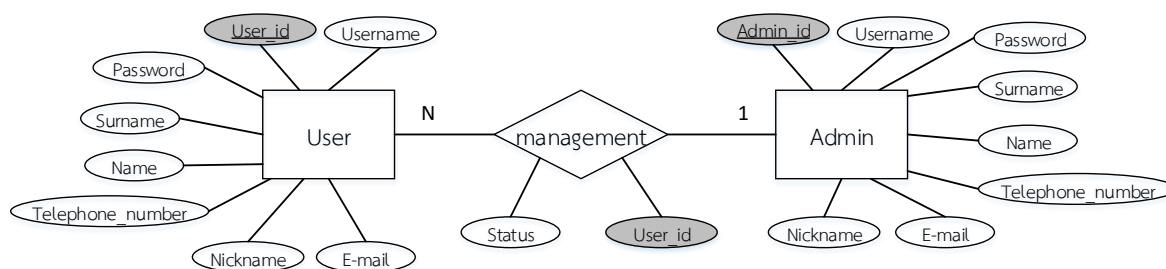 User_id
Username
Password
Surname
Name
Telephone_number
Nickname
E-mail
User
N
management
1
Status
User_id
Admin
Admin_id
Username
Password
Surname
Name
Telephone_number
Nickname
E-mail